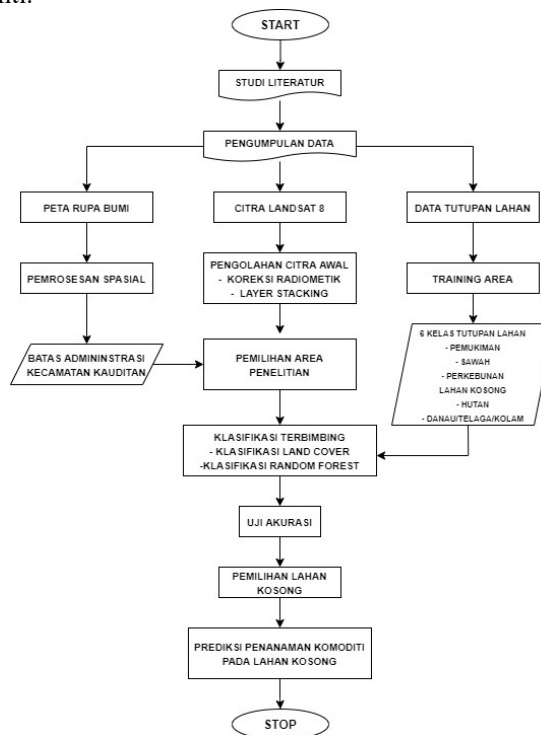 iti.
START
STUDI LITERATUR
PENGUMPULAN DATA
PETA RUPA BUMI
CITRA LANDSAT 8
DATA TUTUPAN LAHAN
PEMROSESAN SPASIAL
PENGOLAHAN CITRA AWAL
- KOREKSI RADIOMETIK
- LAYER STACKING
TRAINING AREA
BATAS ADMININSTRASI
KECAMATAN KAUDITAN
PEMILIHAN AREA
PENELITIAN
6 KELAS TUTUPAN LAHAN
- PEMUKIMAN
- SAWAH
- PERKEBUNAN
LAHAN KOSONG
- HUTAN
- DANAU/TELAGA/KOLAM
KLASIFIKASI TERBIMBING
- KLASIFIKASI LAND COVER
-KLASIFIKASI RANDOM FOREST
UJI AKURASI
PEMILIHAN LAHAN
KOSONG
PREDIKSI PENANAMAN KOMODITI
PADA LAHAN KOSONG
STOP